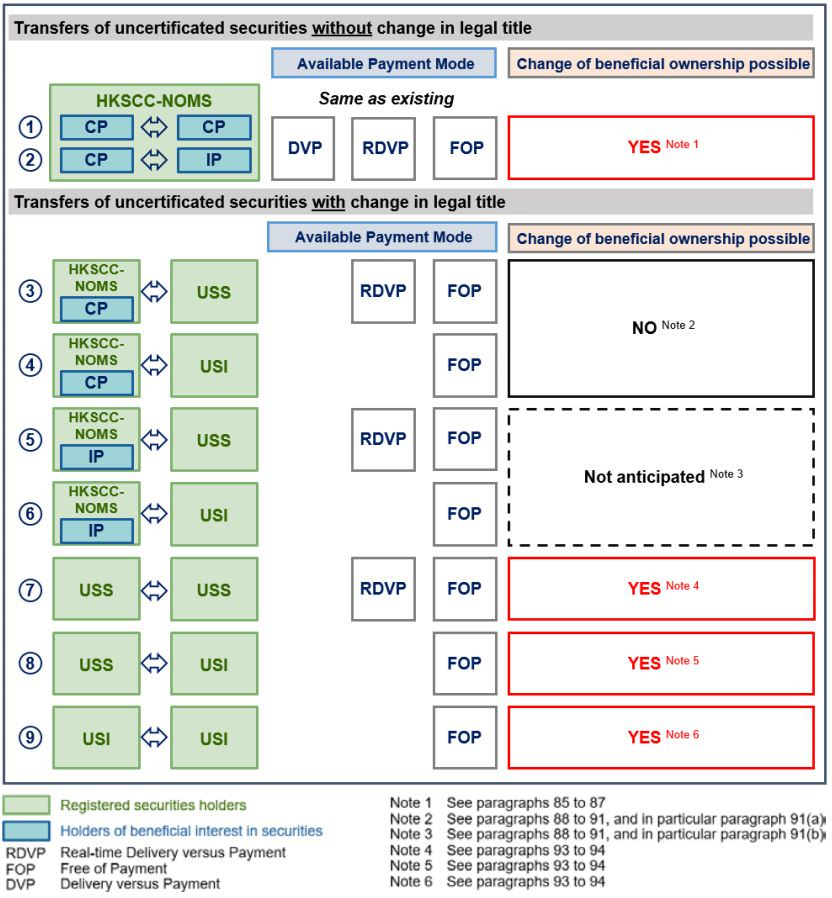 Transfers of uncertificated securities without change in legal title
Available Payment Mode
Change of beneficial ownership possible
HKSCC-NOMS
Same as existing
① CP CP
DVP RDVP FOP
YES Note 1
② CP IP
Transfers of uncertificated securities with change in legal title
Available Payment Mode
Change of beneficial ownership possible
③ HKSCC-
NOMS
CP
USS
RDVP FOP
NO Note 2
④ HKSCC-
NOMS
CP
USI
FOP
⑤ HKSCC-
NOMS
IP
USS
RDVP FOP
Not anticipated Note 3
⑥ HKSCC-
NOMS
IP
USI
FOP
⑦ USS USS RDVP FOP YES Note 4
⑧ USS USI FOP YES Note 5
⑨ USI USI FOP YES Note 6
Registered securities holders
Holders of beneficial interest in securities
RDVP Real-time Delivery versus Payment
FOP Free of Payment
DVP Delivery versus Payment
Note 1 See paragraphs 85 to 87
Note 2 See paragraphs 88 to 91, and in particular paragraph 91(a)
Note 3 See paragraphs 88 to 91, and in particular paragraph 91(b)
Note 4 See paragraphs 93 to 94
Note 5 See paragraphs 93 to 94
Note 6 See paragraphs 93 to 94